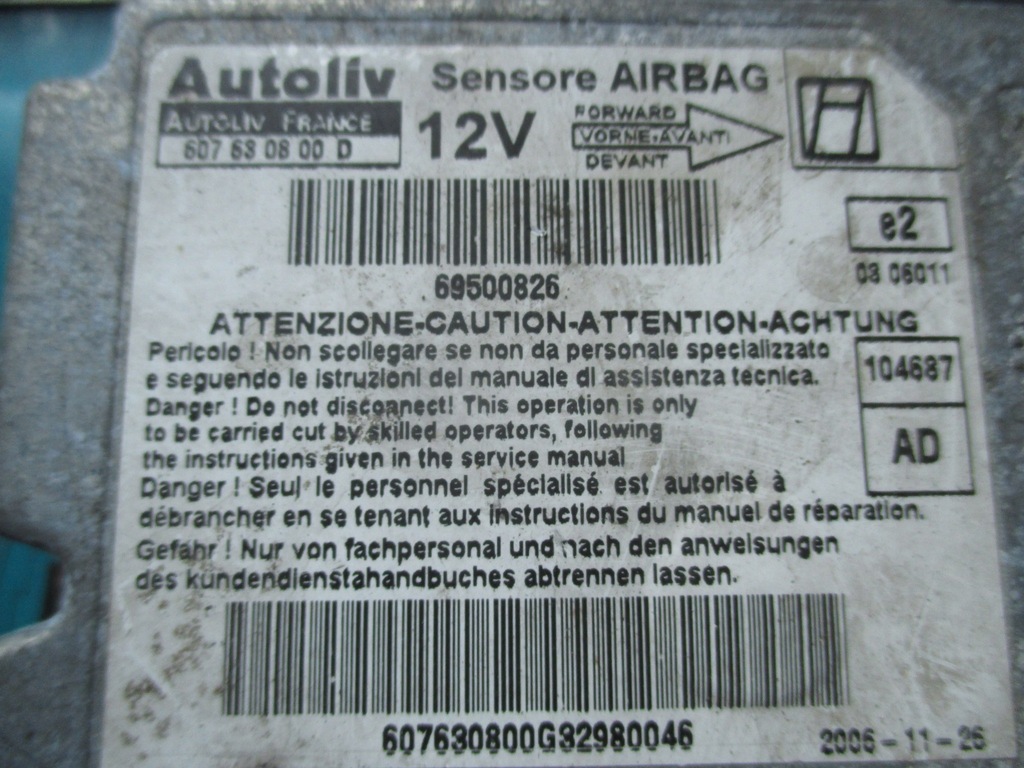 Autoliv Sensore AIRBAG
AUTOLIV FRANCE
607 63 08 00 D
12V
FORWARD
VORNE-AVANTI
DEVANT
e2
03 06011
69500826
ATTENZIONE-CAUTION-ATTENTION-ACHTUNG
Pericolo ! Non scollegare se non da personale specializzato
e seguendo le istruzioni del manuale di assistenza tecnica.
Danger ! Do not disconnect! This operation is only
to be carried out by skilled operators, following
the instructions given in the service manual
Danger ! Seul le personnel spécialisé est autorisé à
débrancher en se tenant aux instructions du manuel de réparation.
Gefahr ! Nur von fachpersonal und nach den anweisungen
des kundendienstahandbuches abtrennen lassen.
104687
AD
607630800G32980046
2006-11-26